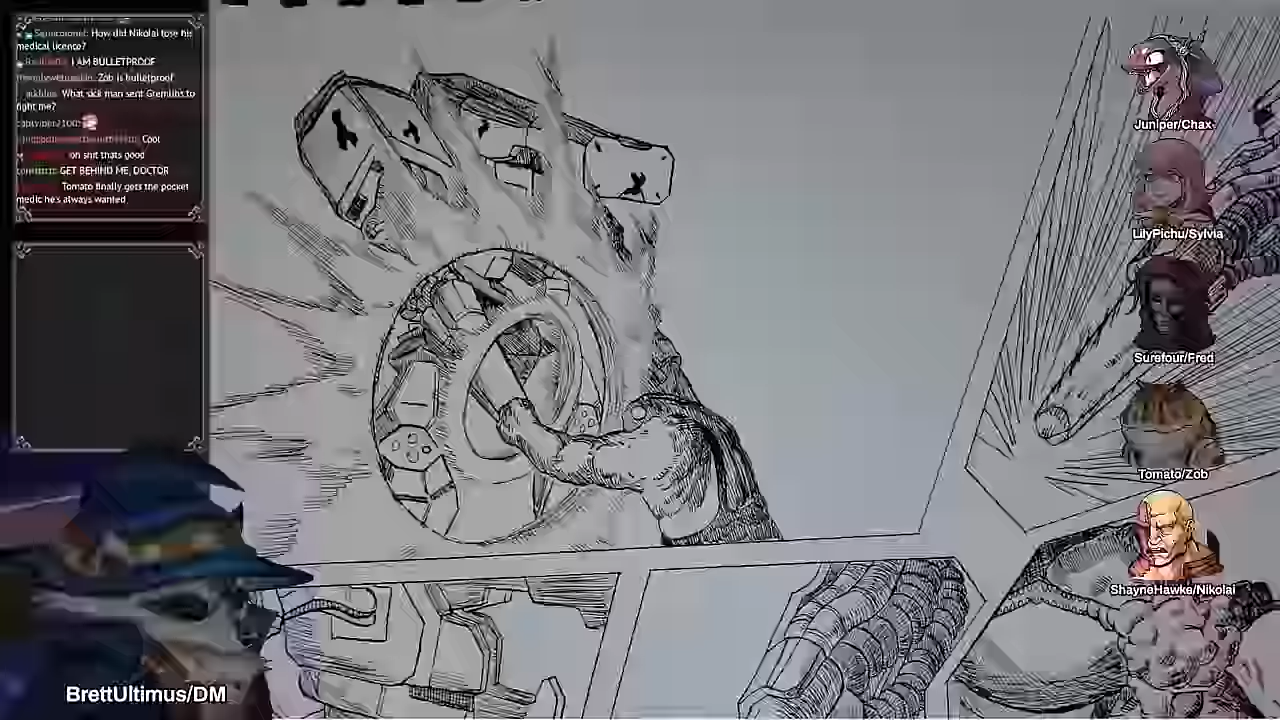 How did Nikolai lose his
medical licence?
I AM BULLETPROOF
Zob is bulletproof
What sick man sent Gremlins to
fight me?
Cool
oh shit thats good
GET BEHIND ME, DOCTOR
Tomato finally gets the pocket
medic he's always wanted
Juniper/Chax
LilyPichu/Sylvia
Surefour/Fred
Tomato/Zob
ShayneHawke/Nikolai
BrettUltimus/DM